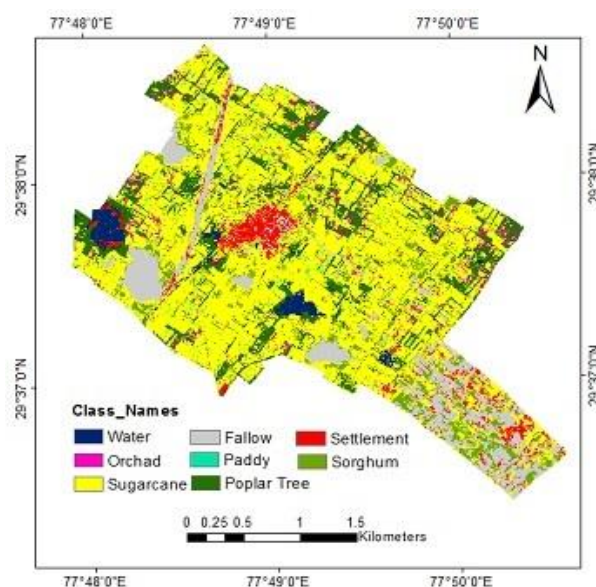 77°48'0"E 77°49'0"E 77°50'0"E
N
29°38'0"N 29°38'0"N
29°37'0"N 29°37'0"N
Class_Names
Water Fallow Settlement
Orchad Paddy Sorghum
Sugarcane Poplar Tree
0 0.25 0.5 1 1.5
Kilometers
77°48'0"E 77°49'0"E 77°50'0"E